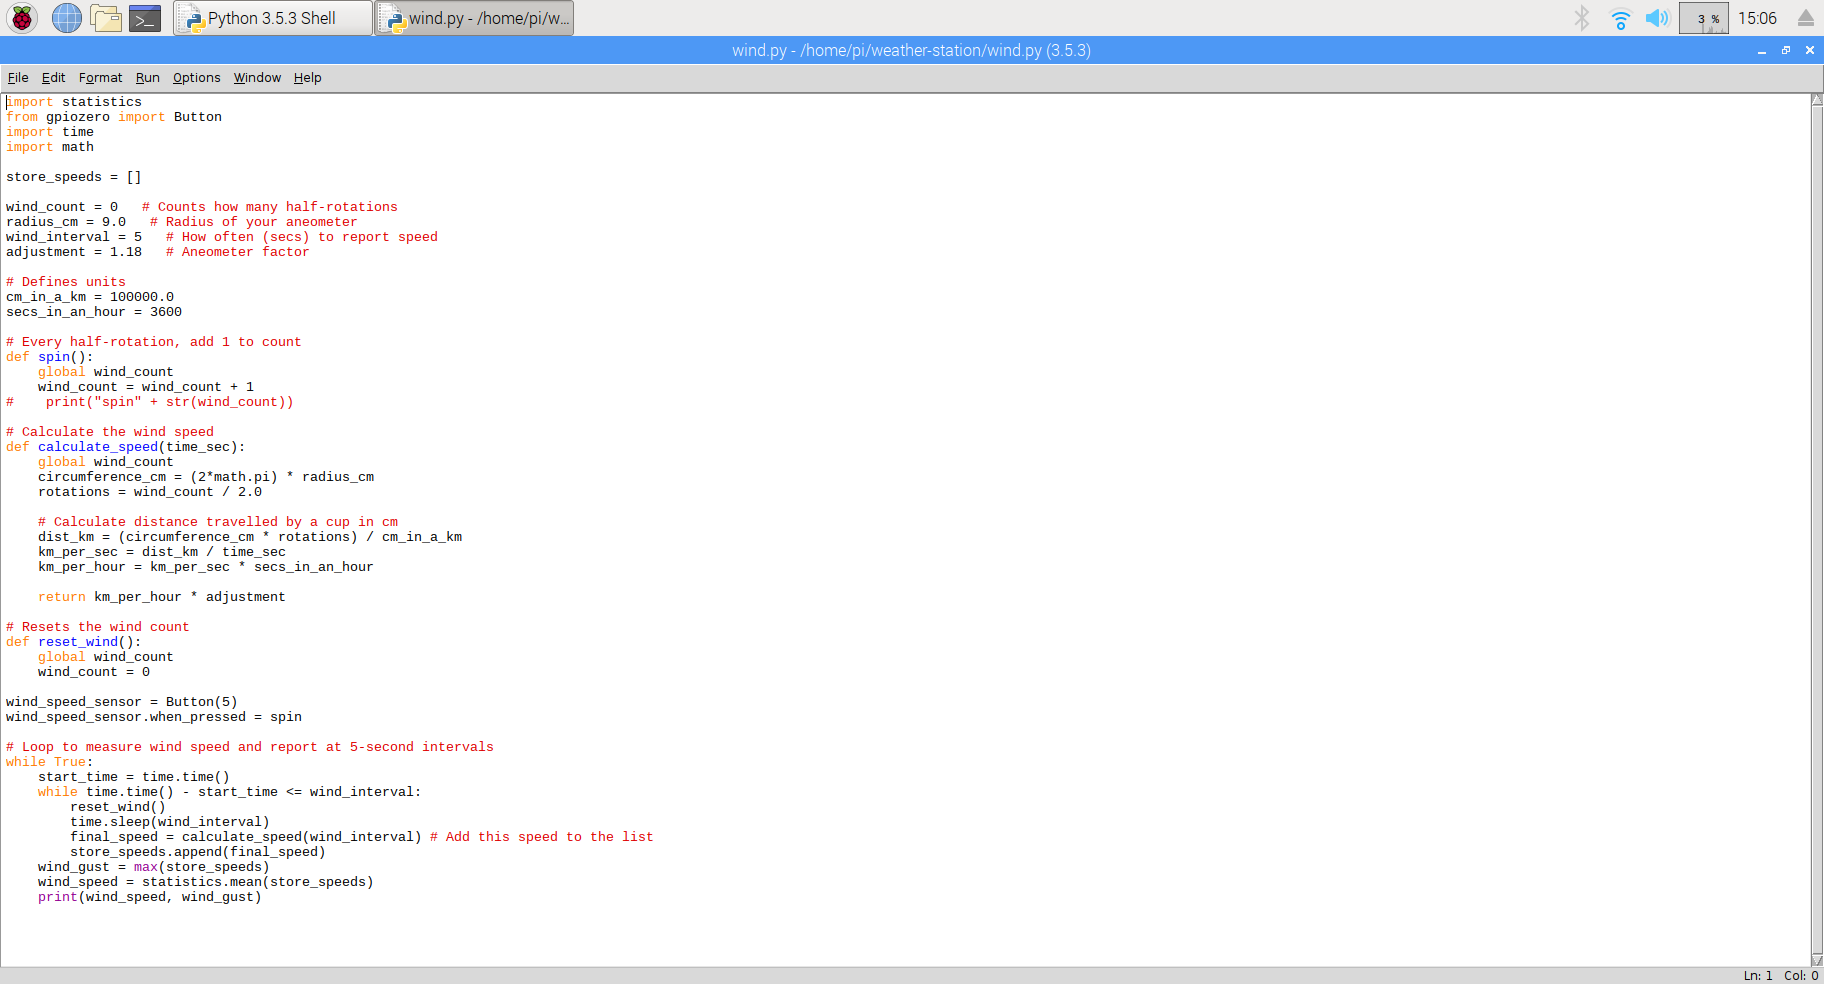 Python 3.5.3 Shell
wind.py - /home/pi/w...
3 %
15:06
wind.py - /home/pi/weather-station/wind.py (3.5.3)
File Edit Format Run Options Window Help
import statistics
from gpiozero import Button
import time
import math
store_speeds = []
wind_count = 0   # Counts how many half-rotations
radius_cm = 9.0   # Radius of your aneometer
wind_interval = 5   # How often (secs) to report speed
adjustment = 1.18   # Aneometer factor
# Defines units
cm_in_a_km = 100000.0
secs_in_an_hour = 3600
# Every half-rotation, add 1 to count
def spin():
    global wind_count
    wind_count = wind_count + 1
#    print("spin" + str(wind_count))
# Calculate the wind speed
def calculate_speed(time_sec):
    global wind_count
    circumference_cm = (2*math.pi) * radius_cm
    rotations = wind_count / 2.0
    # Calculate distance travelled by a cup in cm
    dist_km = (circumference_cm * rotations) / cm_in_a_km
    km_per_sec = dist_km / time_sec
    km_per_hour = km_per_sec * secs_in_an_hour
    return km_per_hour * adjustment
# Resets the wind count
def reset_wind():
    global wind_count
    wind_count = 0
wind_speed_sensor = Button(5)
wind_speed_sensor.when_pressed = spin
# Loop to measure wind speed and report at 5-second intervals
while True:
    start_time = time.time()
    while time.time() - start_time <= wind_interval:
        reset_wind()
        time.sleep(wind_interval)
        final_speed = calculate_speed(wind_interval) # Add this speed to the list
        store_speeds.append(final_speed)
    wind_gust = max(store_speeds)
    wind_speed = statistics.mean(store_speeds)
    print(wind_speed, wind_gust)
Ln: 1 Col: 0